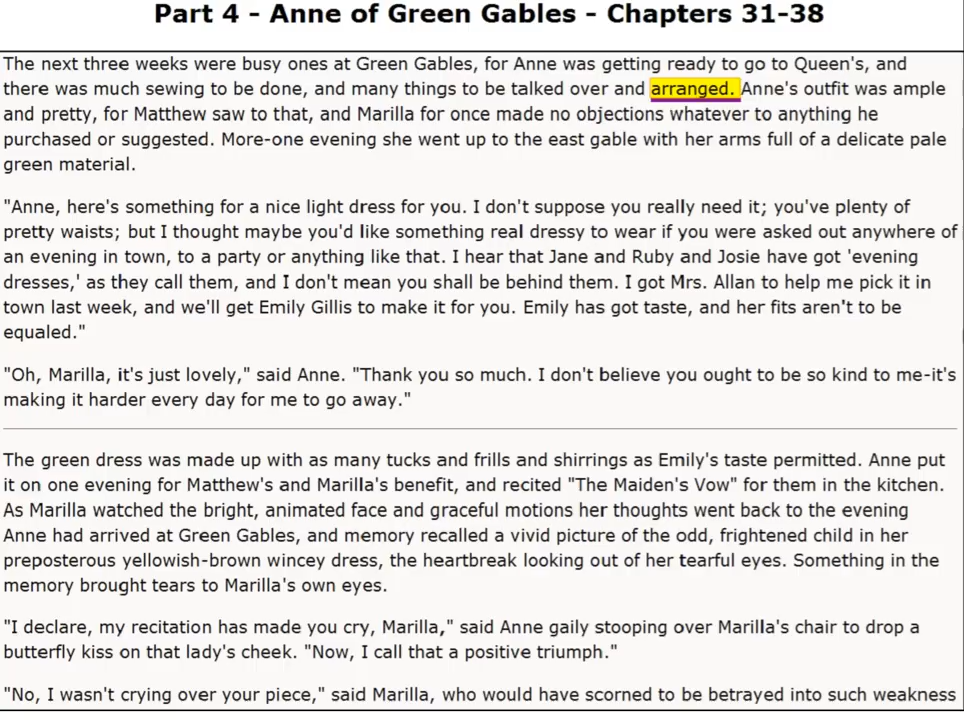 Part 4 - Anne of Green Gables - Chapters 31-38
The next three weeks were busy ones at Green Gables, for Anne was getting ready to go to Queen's, and
there was much sewing to be done, and many things to be talked over and arranged. Anne's outfit was ample
and pretty, for Matthew saw to that, and Marilla for once made no objections whatever to anything he
purchased or suggested. More-one evening she went up to the east gable with her arms full of a delicate pale
green material.
"Anne, here's something for a nice light dress for you. I don't suppose you really need it; you've plenty of
pretty waists; but I thought maybe you'd like something real dressy to wear if you were asked out anywhere of
an evening in town, to a party or anything like that. I hear that Jane and Ruby and Josie have got 'evening
dresses,' as they call them, and I don't mean you shall be behind them. I got Mrs. Allan to help me pick it in
town last week, and we'll get Emily Gillis to make it for you. Emily has got taste, and her fits aren't to be
equaled."
"Oh, Marilla, it's just lovely," said Anne. "Thank you so much. I don't believe you ought to be so kind to me-it's
making it harder every day for me to go away."
The green dress was made up with as many tucks and frills and shirrings as Emily's taste permitted. Anne put
it on one evening for Matthew's and Marilla's benefit, and recited "The Maiden's Vow" for them in the kitchen.
As Marilla watched the bright, animated face and graceful motions her thoughts went back to the evening
Anne had arrived at Green Gables, and memory recalled a vivid picture of the odd, frightened child in her
preposterous yellowish-brown wincey dress, the heartbreak looking out of her tearful eyes. Something in the
memory brought tears to Marilla's own eyes.
"I declare, my recitation has made you cry, Marilla," said Anne gaily stooping over Marilla's chair to drop a
butterfly kiss on that lady's cheek. "Now, I call that a positive triumph."
"No, I wasn't crying over your piece," said Marilla, who would have scorned to be betrayed into such weakness